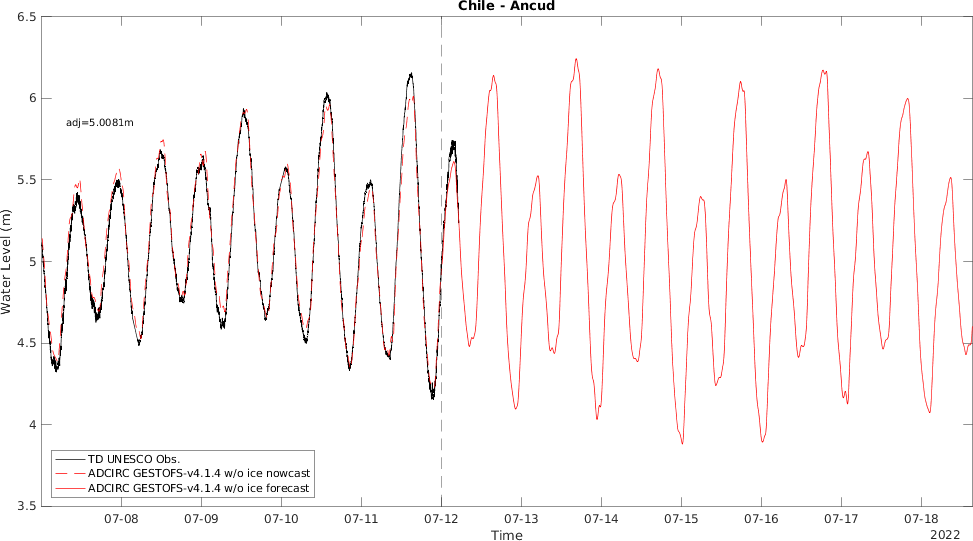 Chile - Ancud
6.5
6
5.5
5
4.5
4
3.5
Water Level (m)
adj=5.0081m
TD UNESCO Obs.
ADCIRC GESTOFS-v4.1.4 w/o ice nowcast
ADCIRC GESTOFS-v4.1.4 w/o ice forecast
07-08 07-09 07-10 07-11 07-12 07-13 07-14 07-15 07-16 07-17 07-18
Time
2022